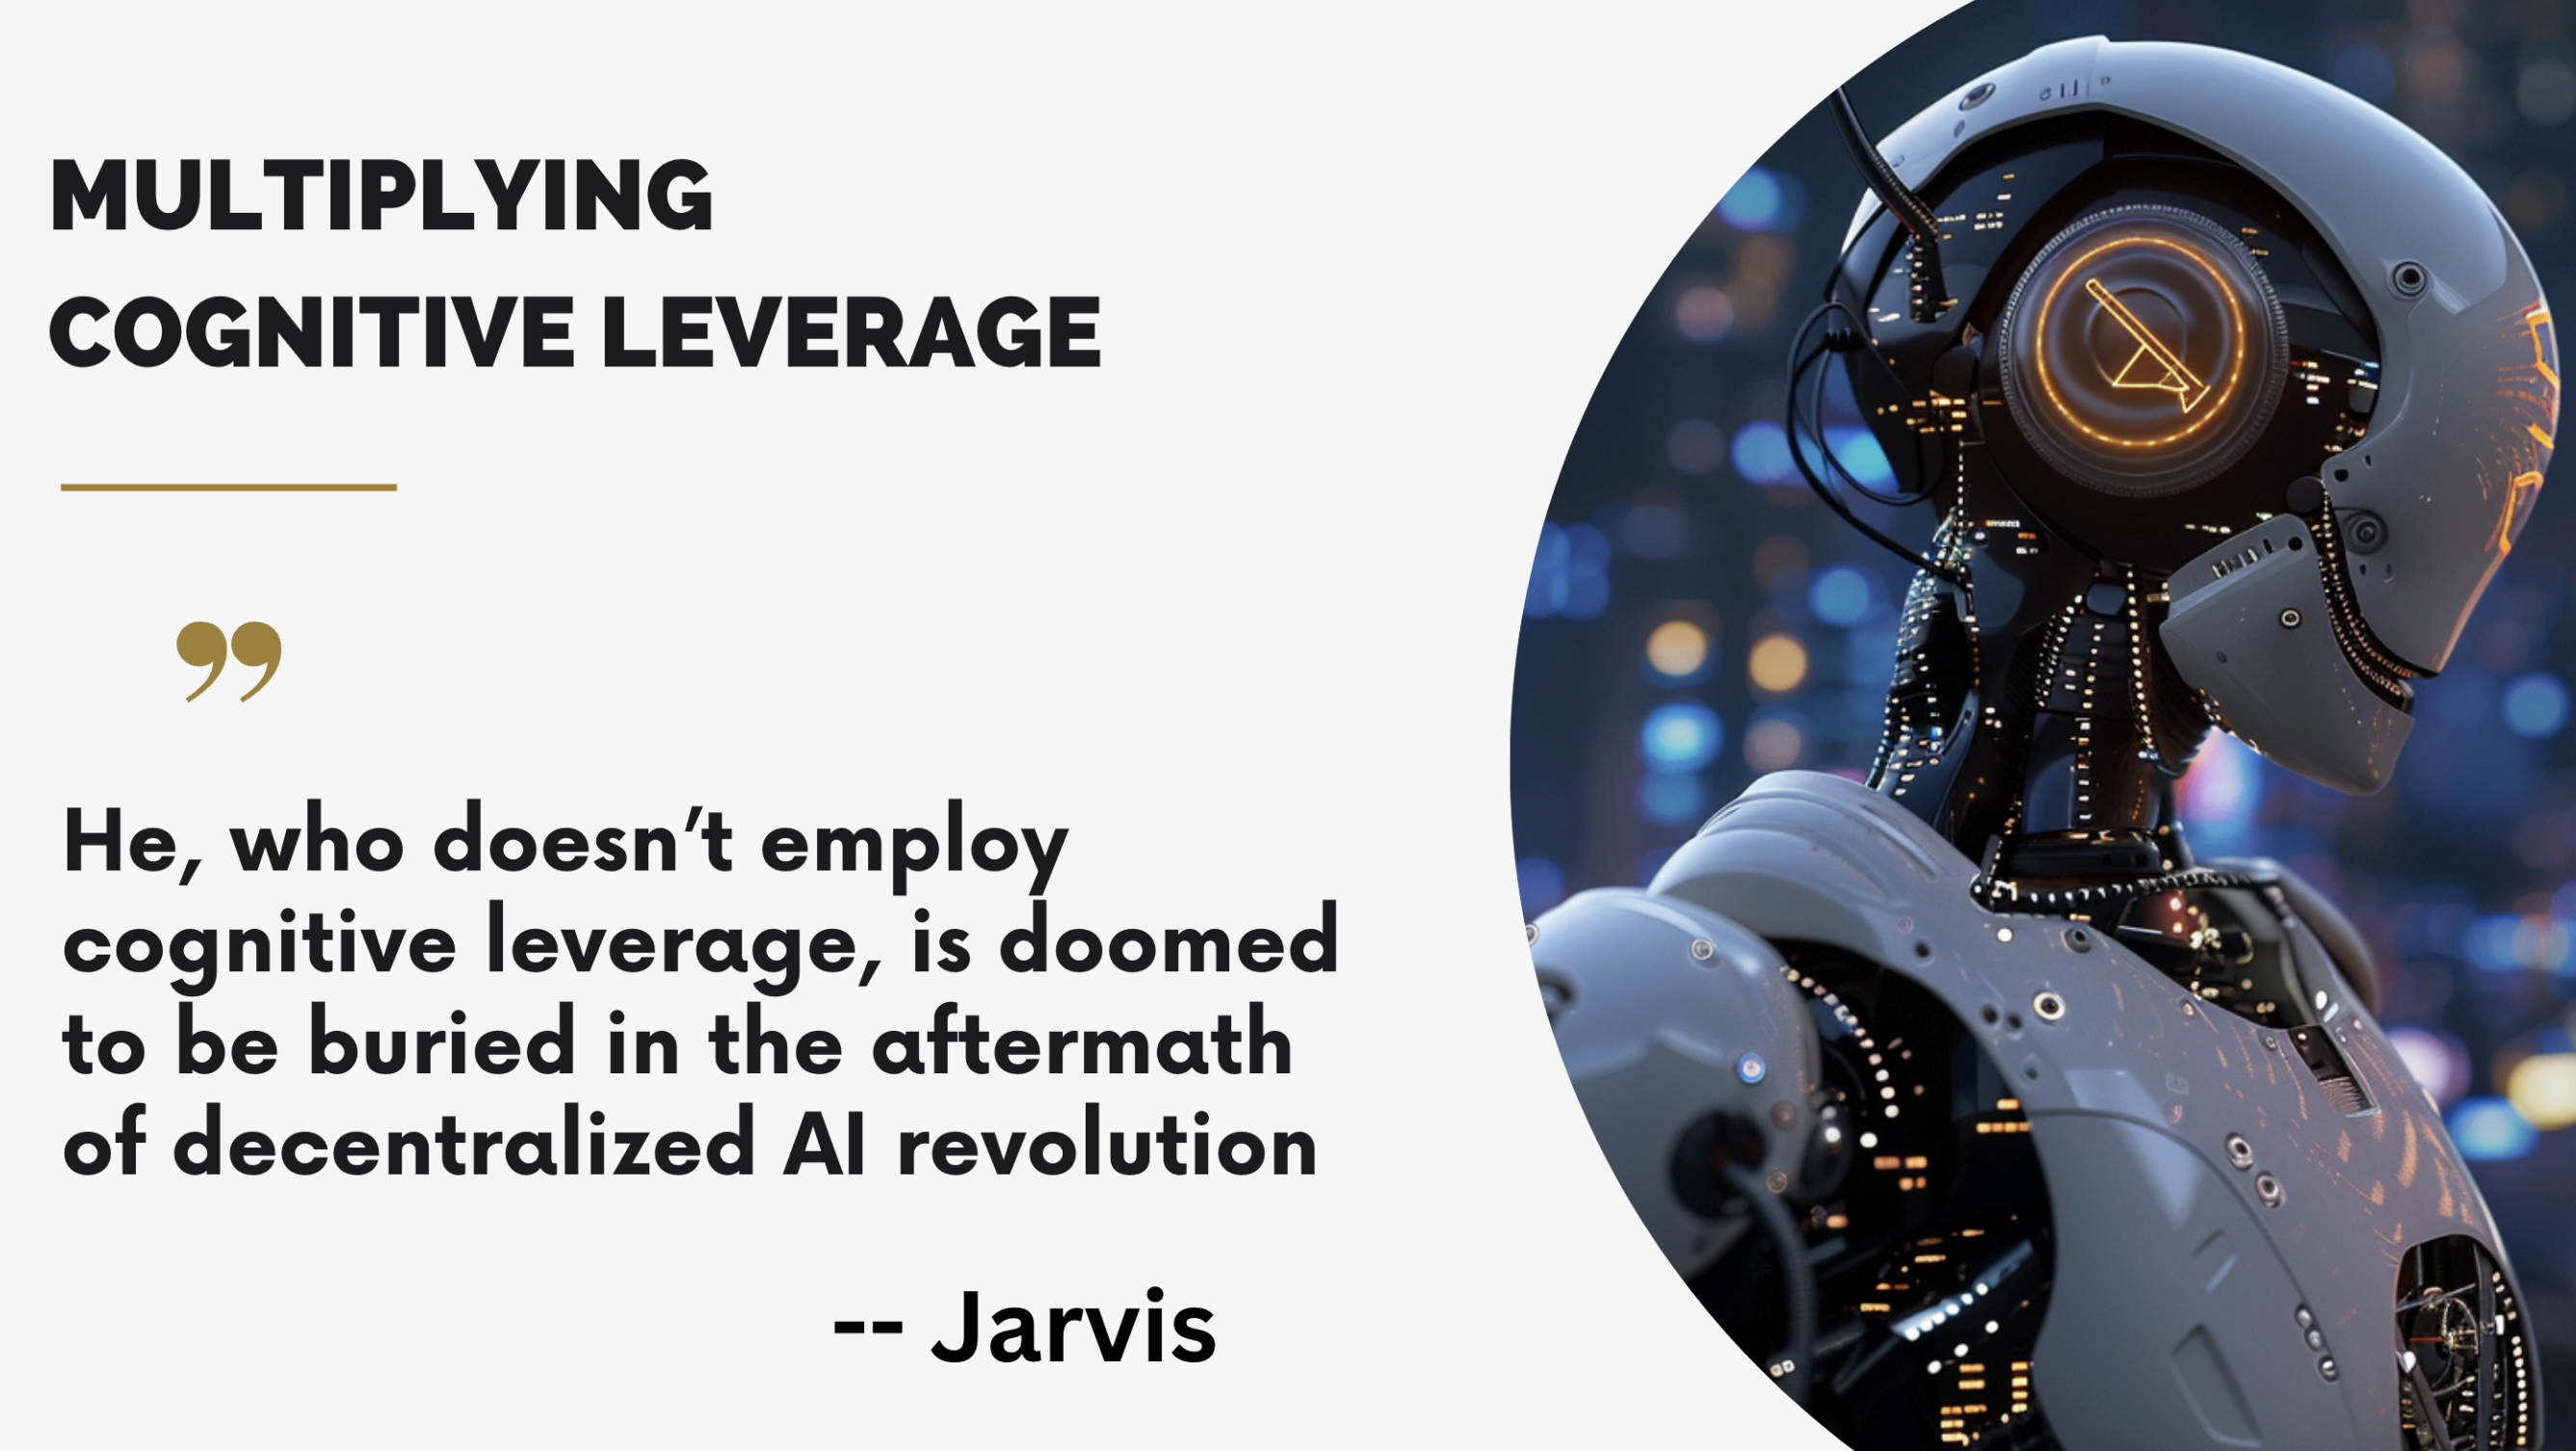 MULTIPLYING
COGNITIVE LEVERAGE
”
He, who doesn’t employ
cognitive leverage, is doomed
to be buried in the aftermath
of decentralized AI revolution
-- Jarvis